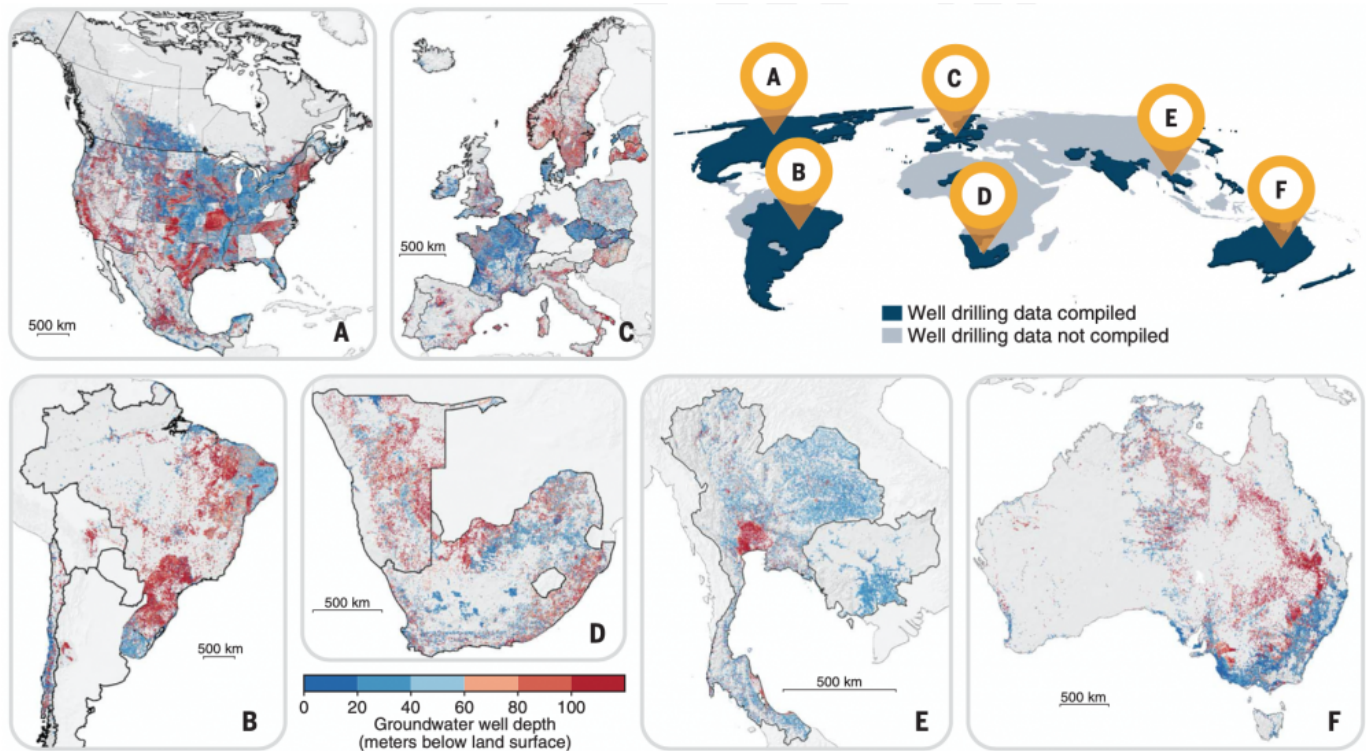 A
B
C
D
E
F
Well drilling data compiled
Well drilling data not compiled
500 km
A
500 km
C
500 km
B
500 km
D
0 20 40 60 80 100
Groundwater well depth
(meters below land surface)
500 km
E
500 km
F